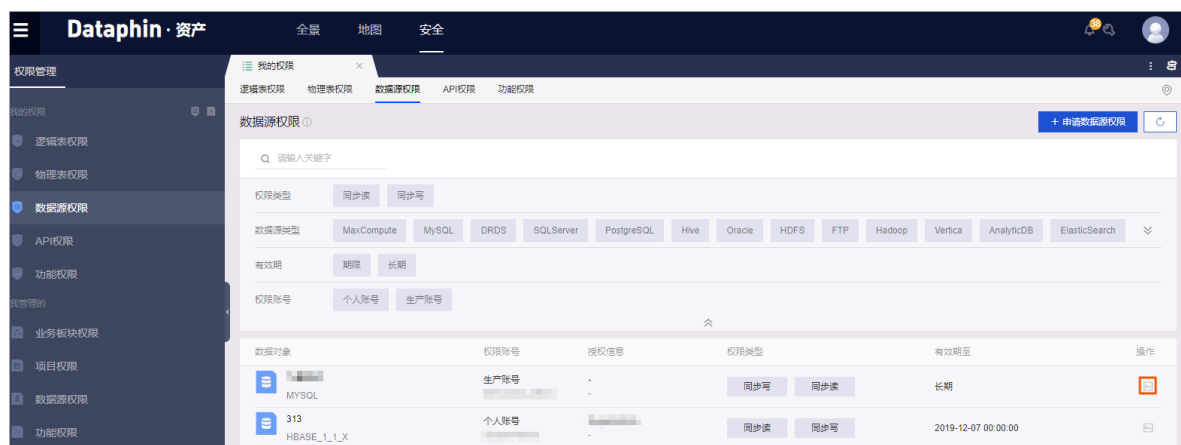 Dataphin · 资产 全景 地图 安全 38
权限管理 我的权限 ×
逻辑表权限 物理表权限 数据源权限 API权限 功能权限
我的权限
逻辑表权限
物理表权限
数据源权限
API权限
功能权限
我管理的
业务板块权限
项目权限
数据源权限
功能权限
数据源权限 + 申请数据源权限
请输入关键字
权限类型 同步读 同步写
数据源类型 MaxCompute MySQL DRDS SQLServer PostgreSQL Hive Oracle HDFS FTP Hadoop Vertica AnalyticDB ElasticSearch
有效期 期限 长期
权限账号 个人账号 生产账号
数据对象 权限账号 授权信息 权限类型 有效期至 操作
生产账号 -
MYSQL - 同步写 同步读 长期
313 个人账号
HBASE_1_1_X - 同步读 同步写 2019-12-07 00:00:00